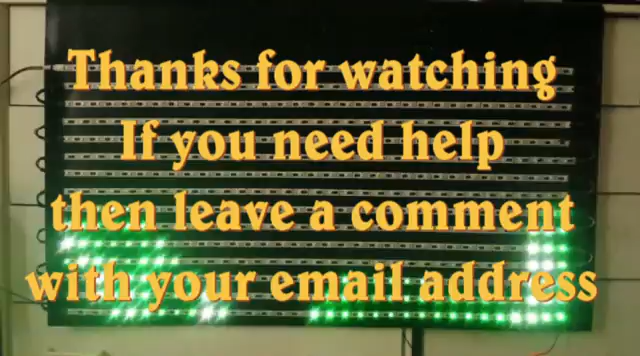 Thanks for watching
If you need help
then leave a comment
with your email address